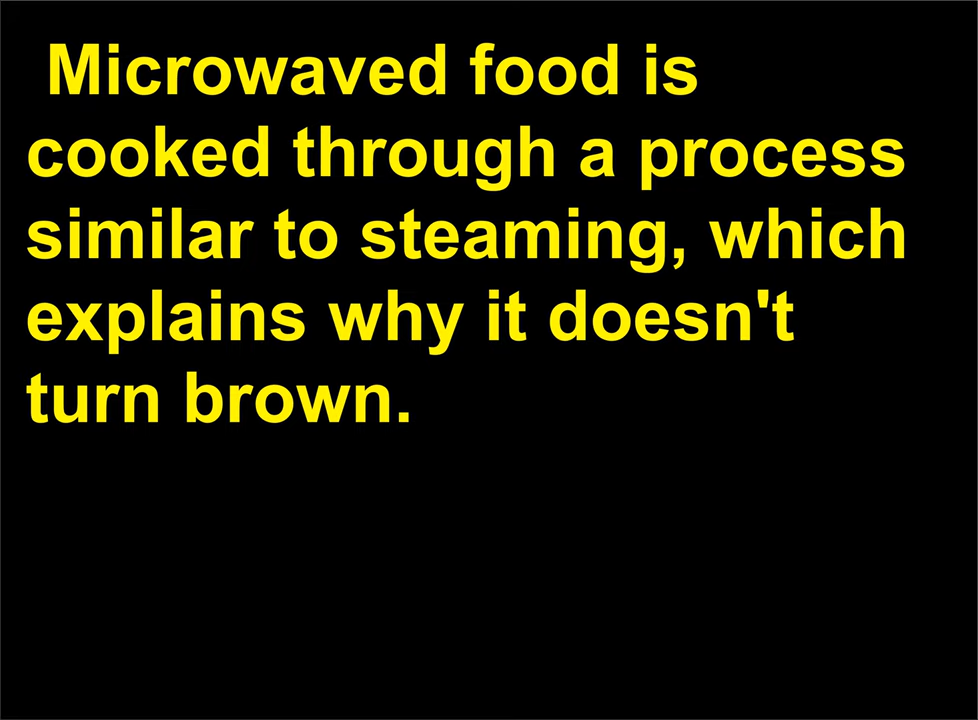 Microwaved food is
cooked through a process
similar to steaming, which
explains why it doesn't
turn brown.